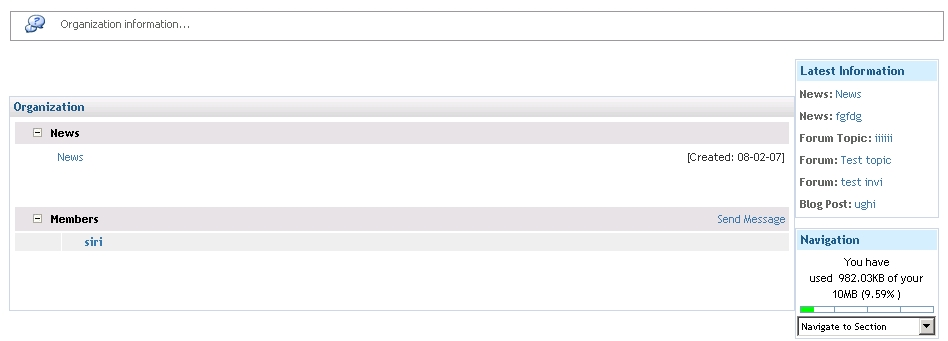 Organization information...
Organization
News
News [Created: 08-02-07]
Members Send Message
siri
Latest Information
News: News
News: fgfdg
Forum Topic: iiiiii
Forum: Test topic
Forum: test invi
Blog Post: ughi
Navigation
You have
used 982.03KB of your
10MB (9.59% )
Navigate to Section